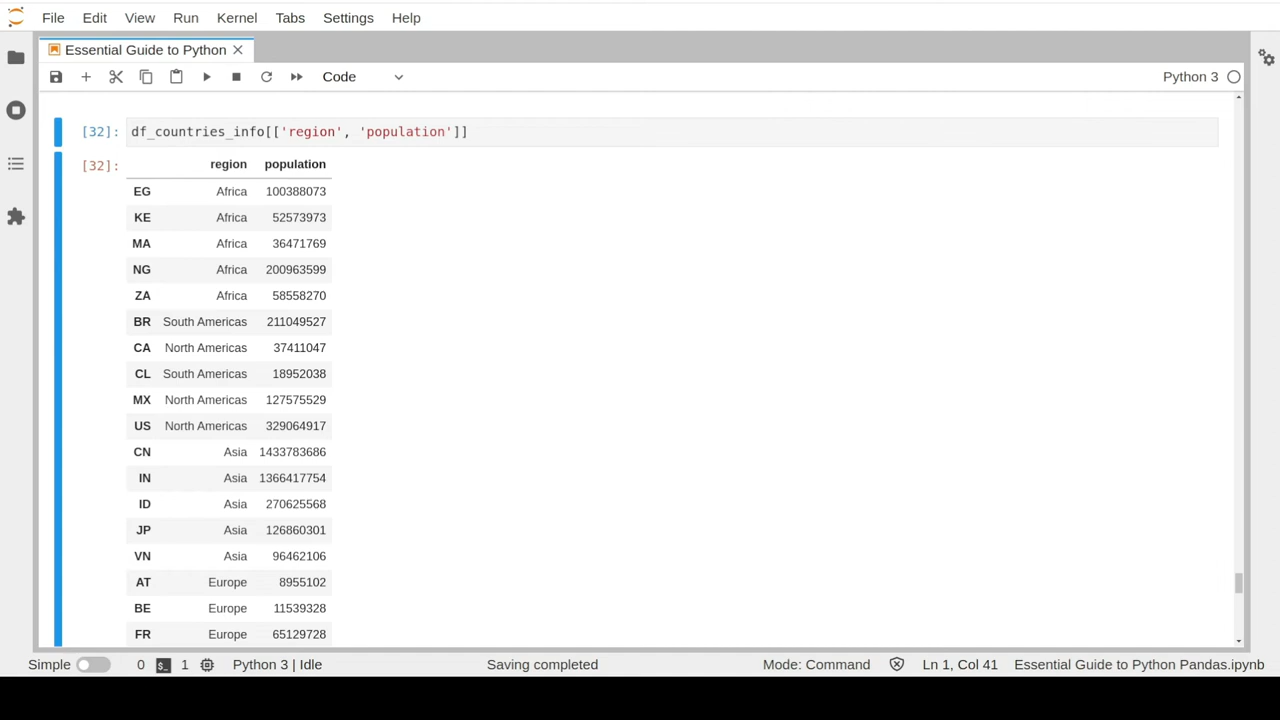 File Edit View Run Kernel Tabs Settings Help
Essential Guide to Python
Code Python 3
[32]: df_countries_info[['region', 'population']]
[32]: region population
EG Africa 100388073
KE Africa 52573973
MA Africa 36471769
NG Africa 200963599
ZA Africa 58558270
BR South Americas 211049527
CA North Americas 37411047
CL South Americas 18952038
MX North Americas 127575529
US North Americas 329064917
CN Asia 1433783686
IN Asia 1366417754
ID Asia 270625568
JP Asia 126860301
VN Asia 96462106
AT Europe 8955102
BE Europe 11539328
FR Europe 65129728
Simple 0 $_ 1 Python 3 | Idle Saving completed Mode: Command Ln 1, Col 41 Essential Guide to Python Pandas.ipynb